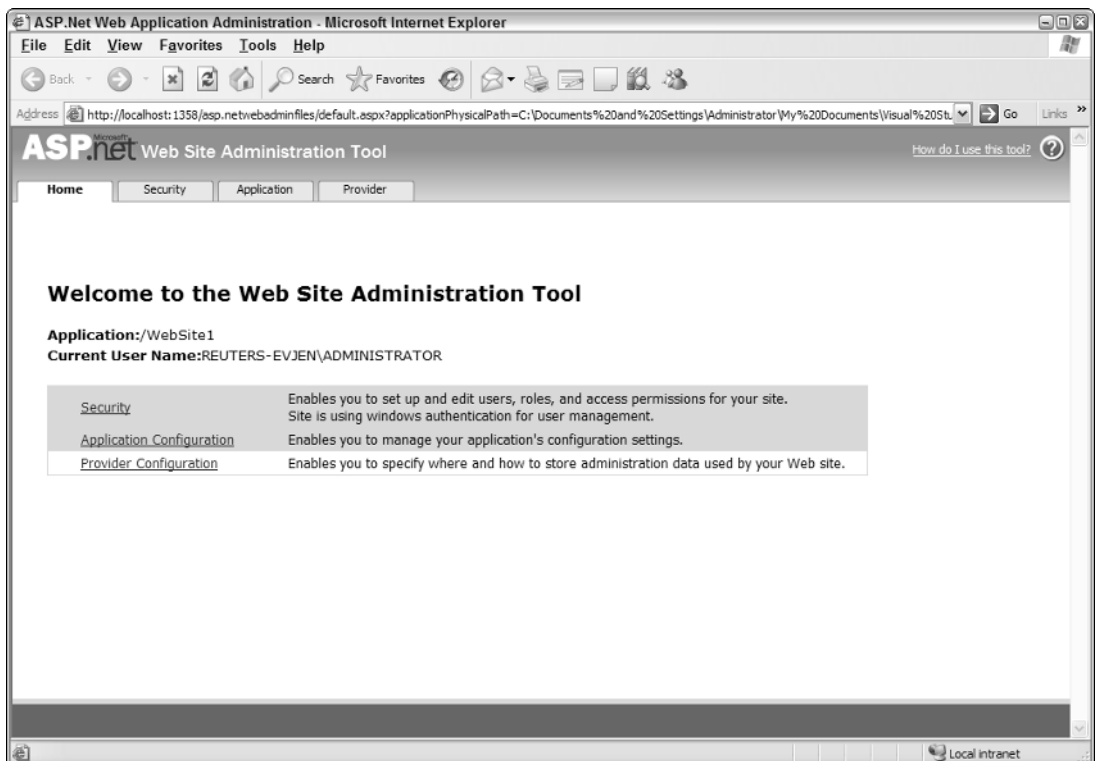 ASP.Net Web Application Administration - Microsoft Internet Explorer
File Edit View Favorites Tools Help
Back Search Favorites
Address http://localhost:1358/asp.netwebadminfiles/default.aspx?applicationPhysicalPath=C:\Documents%20and%20Settings\Administrator\My%20Documents\Visual%20Stu Go Links »
Microsoft
ASP.net Web Site Administration Tool How do I use this tool? ?
Home Security Application Provider
Welcome to the Web Site Administration Tool
Application:/WebSite1
Current User Name:REUTERS-EVJEN\ADMINISTRATOR
Security Enables you to set up and edit users, roles, and access permissions for your site.
Site is using windows authentication for user management.
Application Configuration Enables you to manage your application's configuration settings.
Provider Configuration Enables you to specify where and how to store administration data used by your Web site.
Local intranet